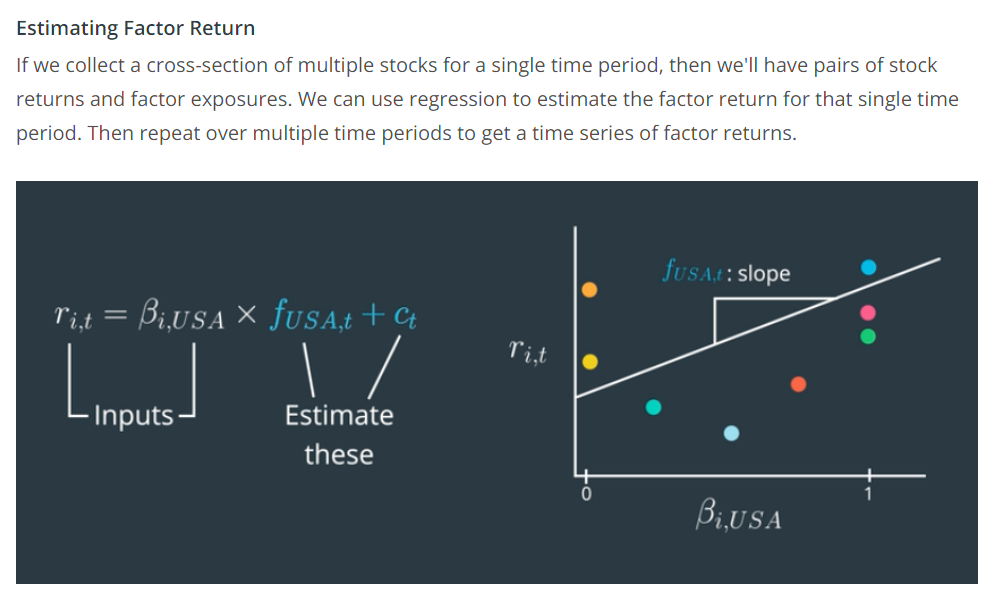 Estimating Factor Return
If we collect a cross-section of multiple stocks for a single time period, then we'll have pairs of stock
returns and factor exposures. We can use regression to estimate the factor return for that single time
period. Then repeat over multiple time periods to get a time series of factor returns.
r_{i,t} = β_{i,USA} × f_{USA,t} + c_t
Inputs
Estimate
these
f_{USA,t}: slope
r_{i,t}
0
1
β_{i,USA}